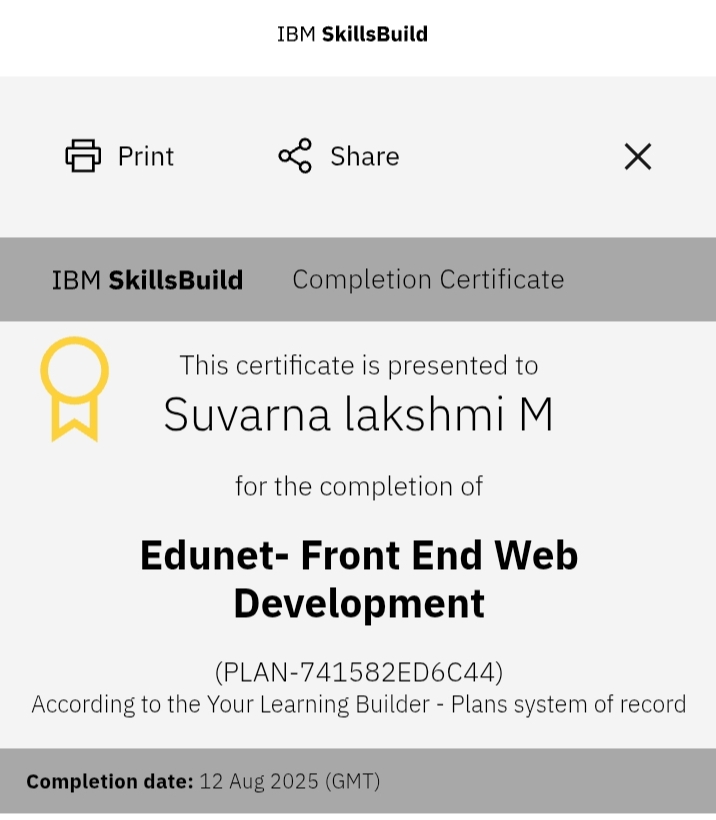 IBM SkillsBuild
Print
Share
IBM SkillsBuild
Completion Certificate
This certificate is presented to
Suvarna lakshmi M
for the completion of
Edunet- Front End Web
Development
(PLAN-741582ED6C44)
According to the Your Learning Builder - Plans system of record
Completion date: 12 Aug 2025 (GMT)